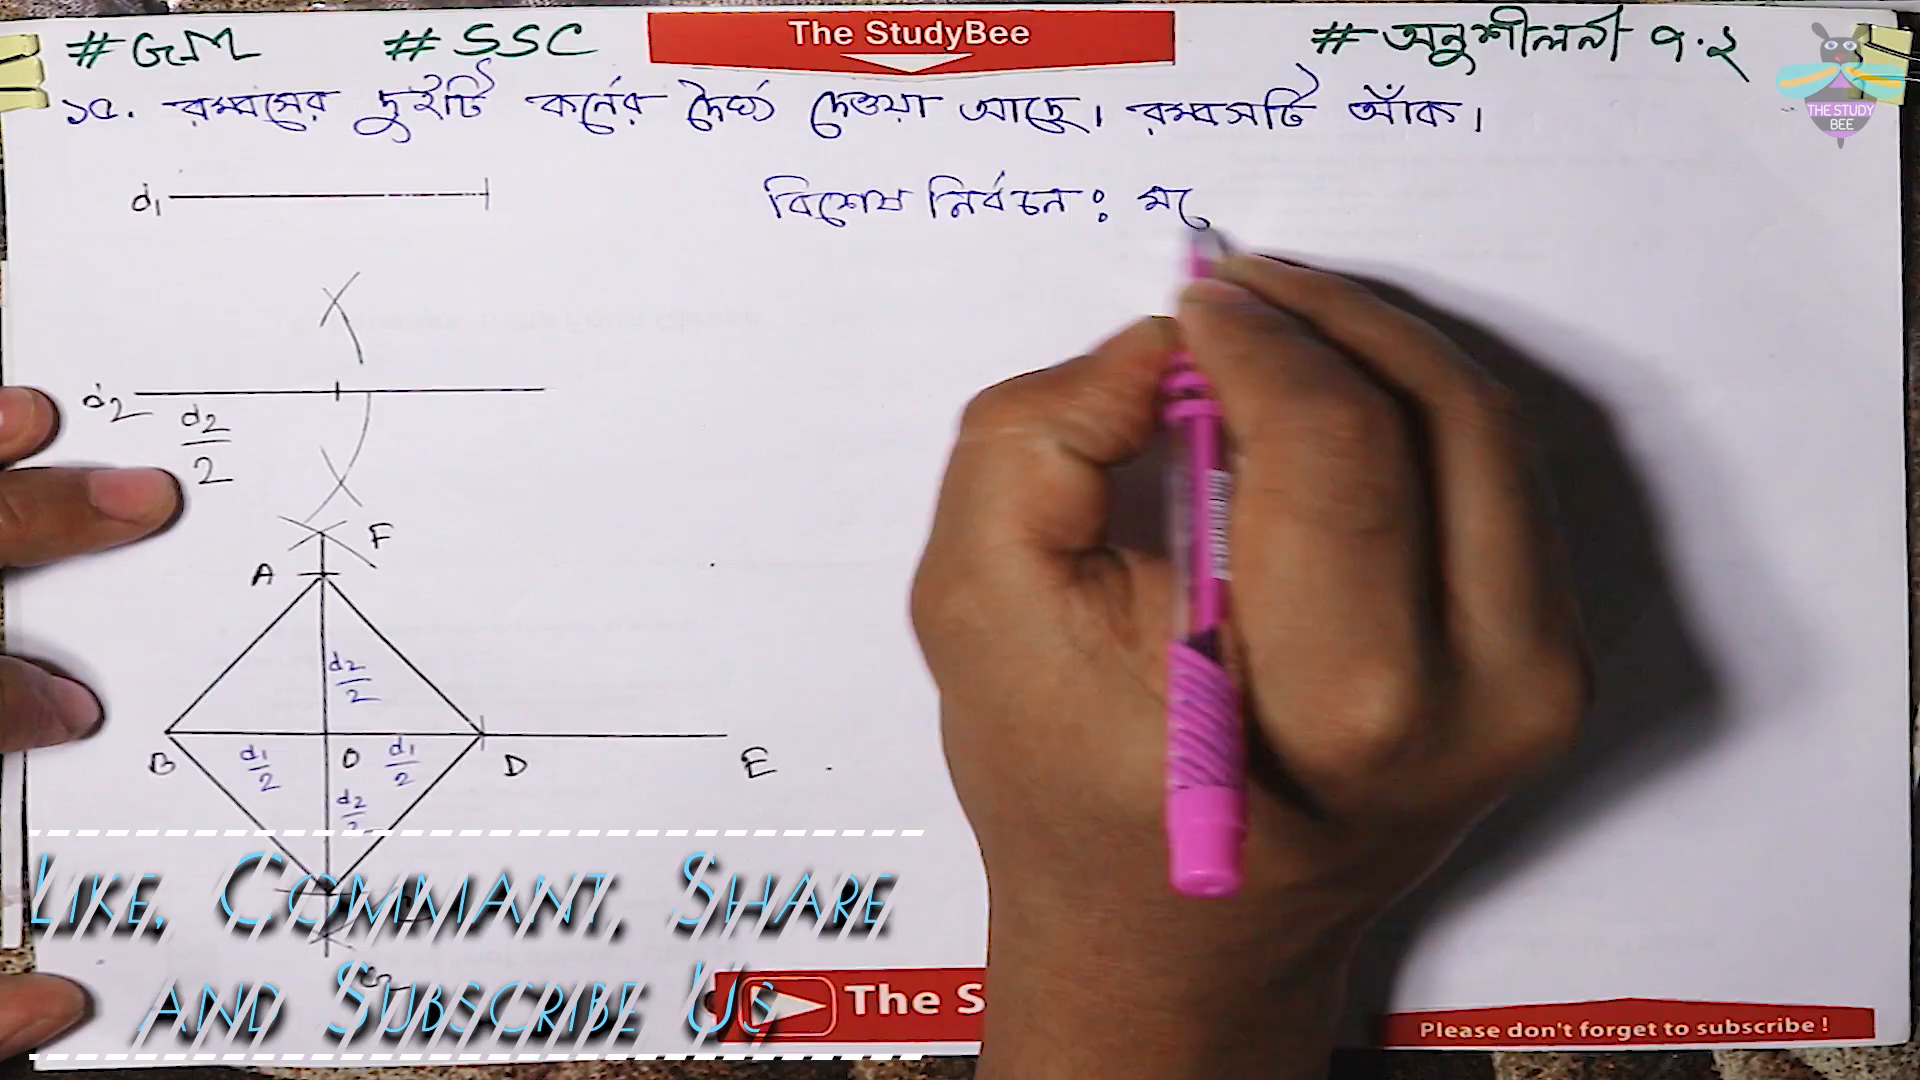 #GM #SSC The StudyBee #অনুশীলনী ৭.২
THE STUDY
BEE
১৫. রম্বসের দুইটি কর্নের দৈর্ঘ্য দেওয়া আছে। রম্বসটি আঁক।
d₁
বিশেষ নির্বচন : মনে
d₂
d₂/2
F
A
d₂/2
B d₁/2 O d₁/2 D E
d₂/2
Like, Commant, Share
and Subscribe Us
The S
Please don't forget to subscribe !